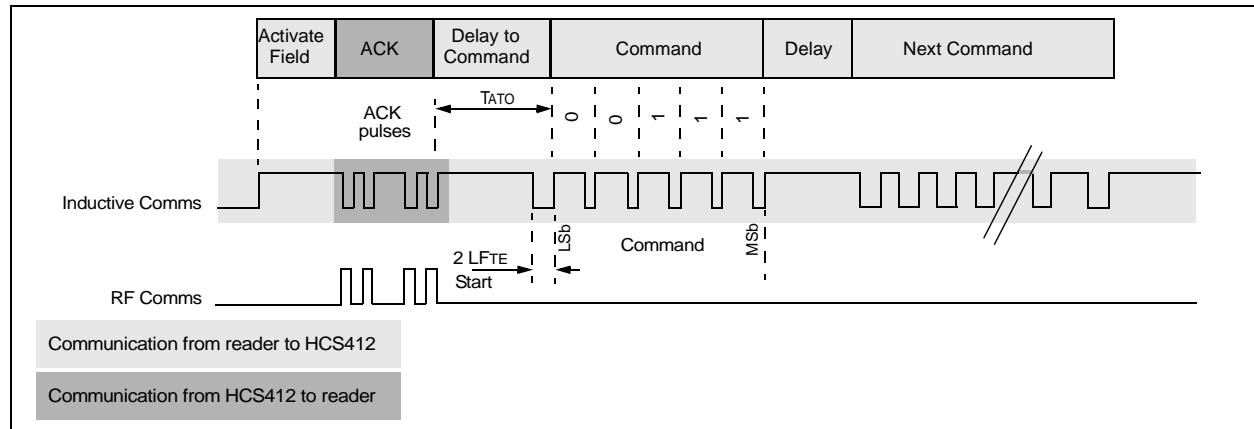 Activate
Field
ACK
Delay to
Command
Command
Delay
Next Command
TATO
ACK
pulses
0 0 1 1 1
Inductive Comms
LSb
Command
MSb
2 LFTE
Start
RF Comms
Communication from reader to HCS412
Communication from HCS412 to reader